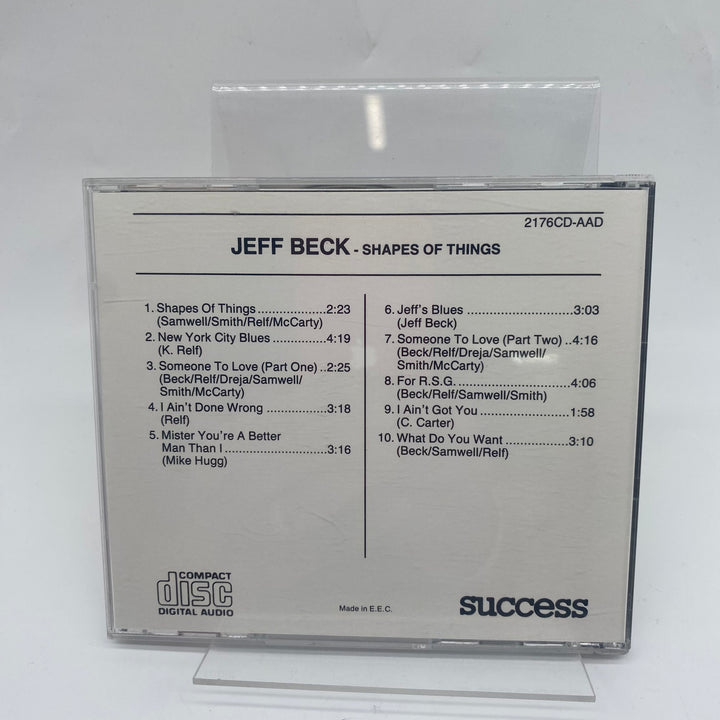 2176CD-AAD
JEFF BECK - SHAPES OF THINGS
1. Shapes Of Things.....................2:23
(Samwell/Smith/Relf/McCarty)
2. New York City Blues................4:19
(K. Relf)
3. Someone To Love (Part One)..2:25
(Beck/Relf/Dreja/Samwell/
Smith/McCarty)
4. I Ain't Done Wrong..................3:18
(Relf)
5. Mister You're A Better
Man Than I...............................3:16
(Mike Hugg)
6. Jeff's Blues.................................3:03
(Jeff Beck)
7. Someone To Love (Part Two)..4:16
(Beck/Relf/Dreja/Samwell/
Smith/McCarty)
8. For R.S.G...................................4:06
(Beck/Relf/Samwell/Smith)
9. I Ain't Got You...........................1:58
(C. Carter)
10. What Do You Want...................3:10
(Beck/Samwell/Relf)
COMPACT
disc
DIGITAL AUDIO
Made in E.E.C.
success